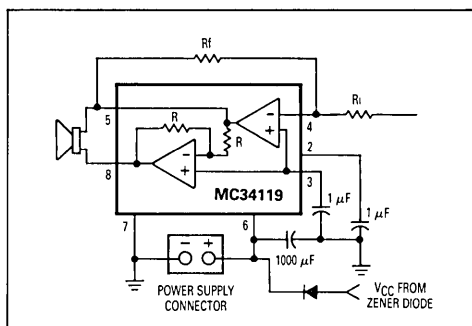 Rf
Ri
5
R
−
+
4
R
2
−
+
8
3
MC34119
1 μF
1 μF
7
6
− +
1000 μF
POWER SUPPLY
CONNECTOR
VCC FROM
ZENER DIODE